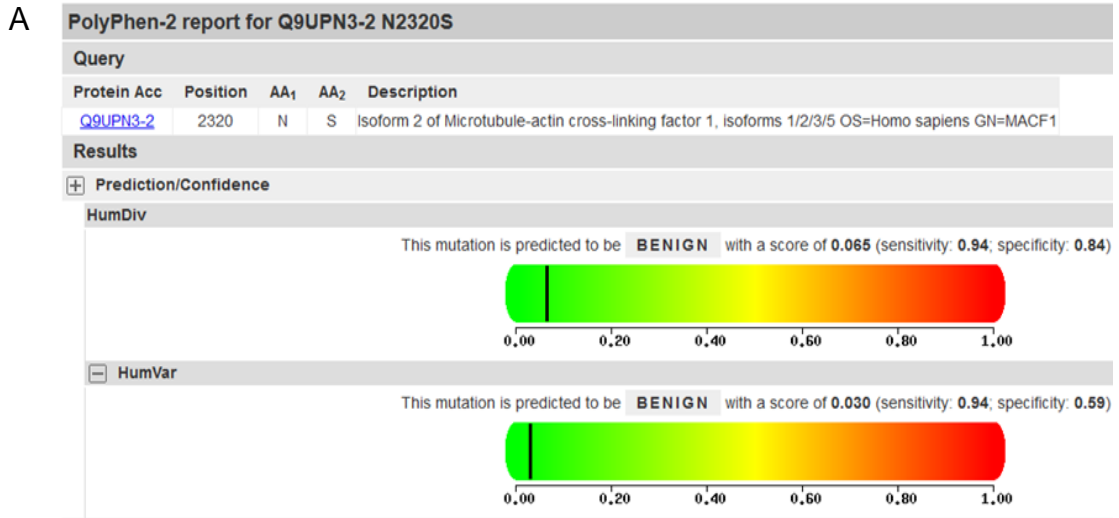 A
PolyPhen-2 report for Q9UPN3-2 N2320S
Query
Protein Acc Position AA₁ AA₂ Description
Q9UPN3-2 2320 N S Isoform 2 of Microtubule-actin cross-linking factor 1, isoforms 1/2/3/5 OS=Homo sapiens GN=MACF1
Results
Prediction/Confidence
HumDiv
This mutation is predicted to be BENIGN with a score of 0.065 (sensitivity: 0.94; specificity: 0.84)
0.00 0.20 0.40 0.60 0.80 1.00
HumVar
This mutation is predicted to be BENIGN with a score of 0.030 (sensitivity: 0.94; specificity: 0.59)
0.00 0.20 0.40 0.60 0.80 1.00